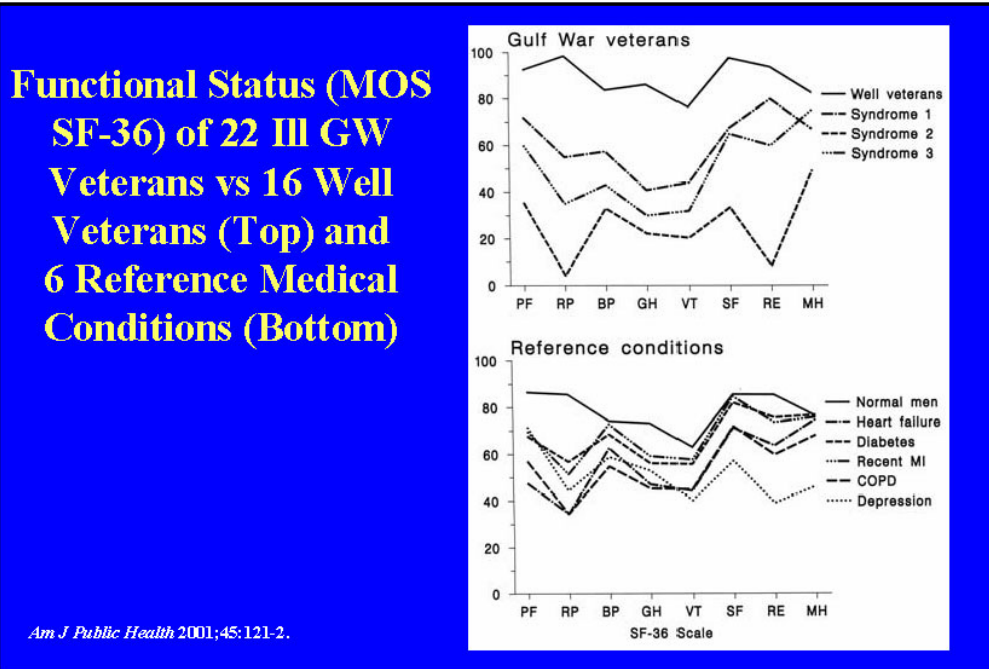 Functional Status (MOS
SF-36) of 22 Ill GW
Veterans vs 16 Well
Veterans (Top) and
6 Reference Medical
Conditions (Bottom)
Am J Public Health 2001;45:121-2.
Gulf War veterans
100
80
60
40
20
0
PF RP BP GH VT SF RE MH
Well veterans
Syndrome 1
Syndrome 2
Syndrome 3
Reference conditions
100
80
60
40
20
0
PF RP BP GH VT SF RE MH
SF-36 Scale
Normal men
Heart failure
Diabetes
Recent MI
COPD
Depression